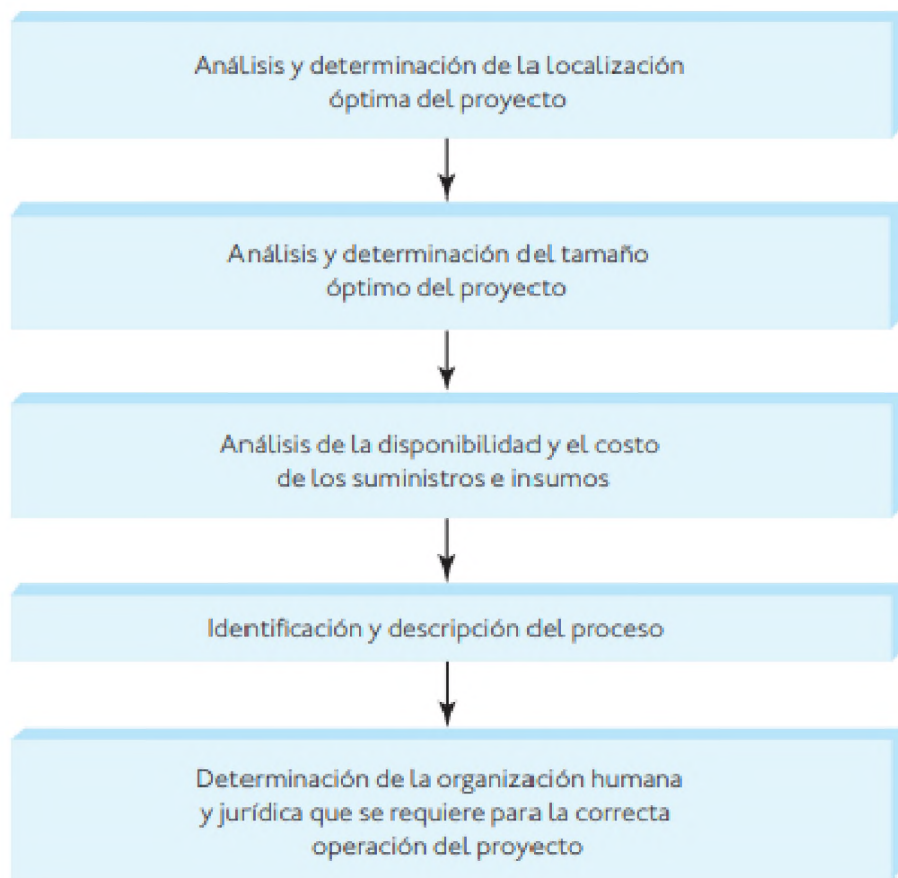 Análisis y determinación de la localización
óptima del proyecto
Análisis y determinación del tamaño
óptimo del proyecto
Análisis de la disponibilidad y el costo
de los suministros e insumos
Identificación y descripción del proceso
Determinación de la organización humana
y jurídica que se requiere para la correcta
operación del proyecto